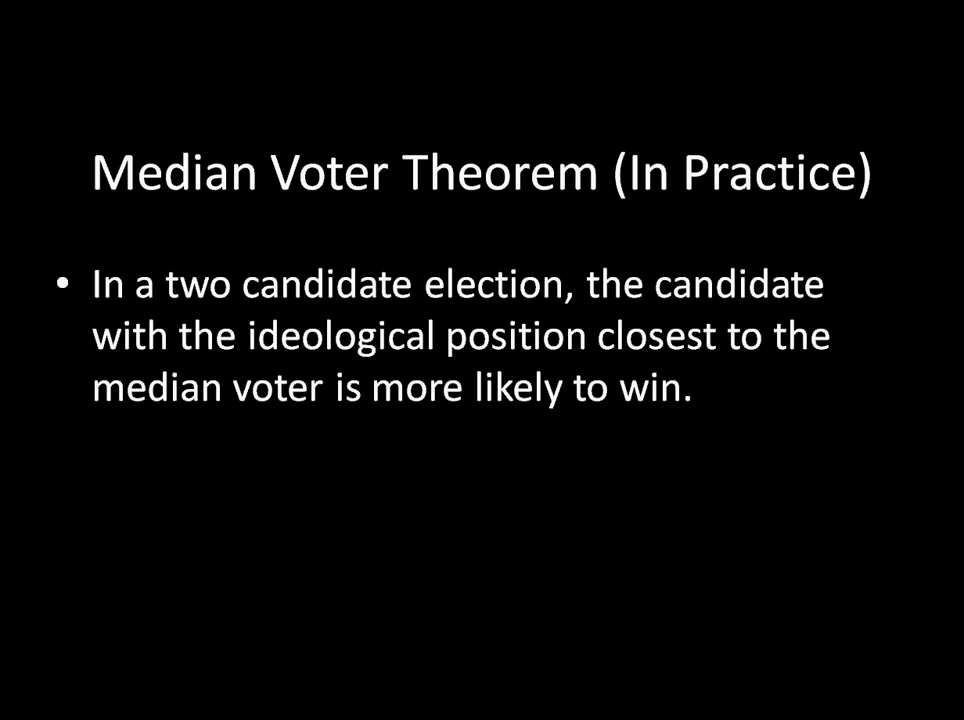 Median Voter Theorem (In Practice)
• In a two candidate election, the candidate
with the ideological position closest to the
median voter is more likely to win.